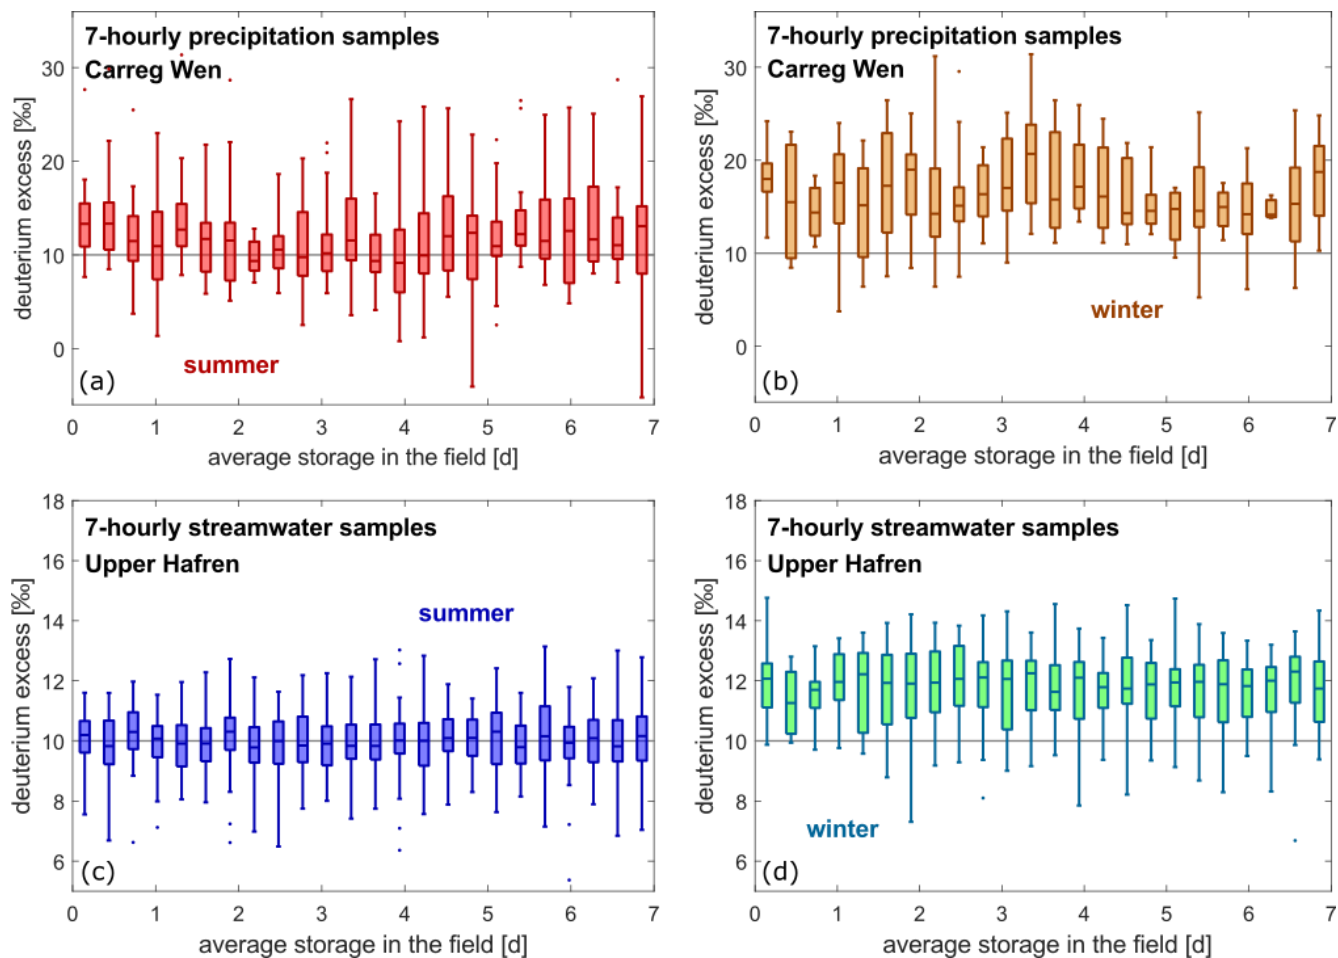 7-hourly precipitation samples
Carreg Wen
deuterium excess [‰]
30
20
10
0
summer
(a)
0 1 2 3 4 5 6 7
average storage in the field [d]
7-hourly precipitation samples
Carreg Wen
deuterium excess [‰]
30
20
10
0
winter
(b)
0 1 2 3 4 5 6 7
average storage in the field [d]
7-hourly streamwater samples
Upper Hafren
deuterium excess [‰]
18
16
14
12
10
8
6
summer
(c)
0 1 2 3 4 5 6 7
average storage in the field [d]
7-hourly streamwater samples
Upper Hafren
deuterium excess [‰]
18
16
14
12
10
8
6
winter
(d)
0 1 2 3 4 5 6 7
average storage in the field [d]